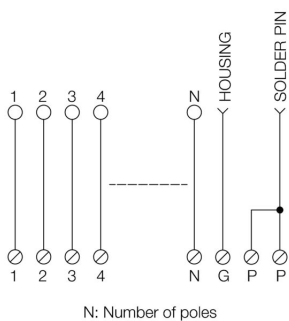 HOUSING
SOLDER PIN
1 2 3 4 N
1 2 3 4 N G P P
N: Number of poles